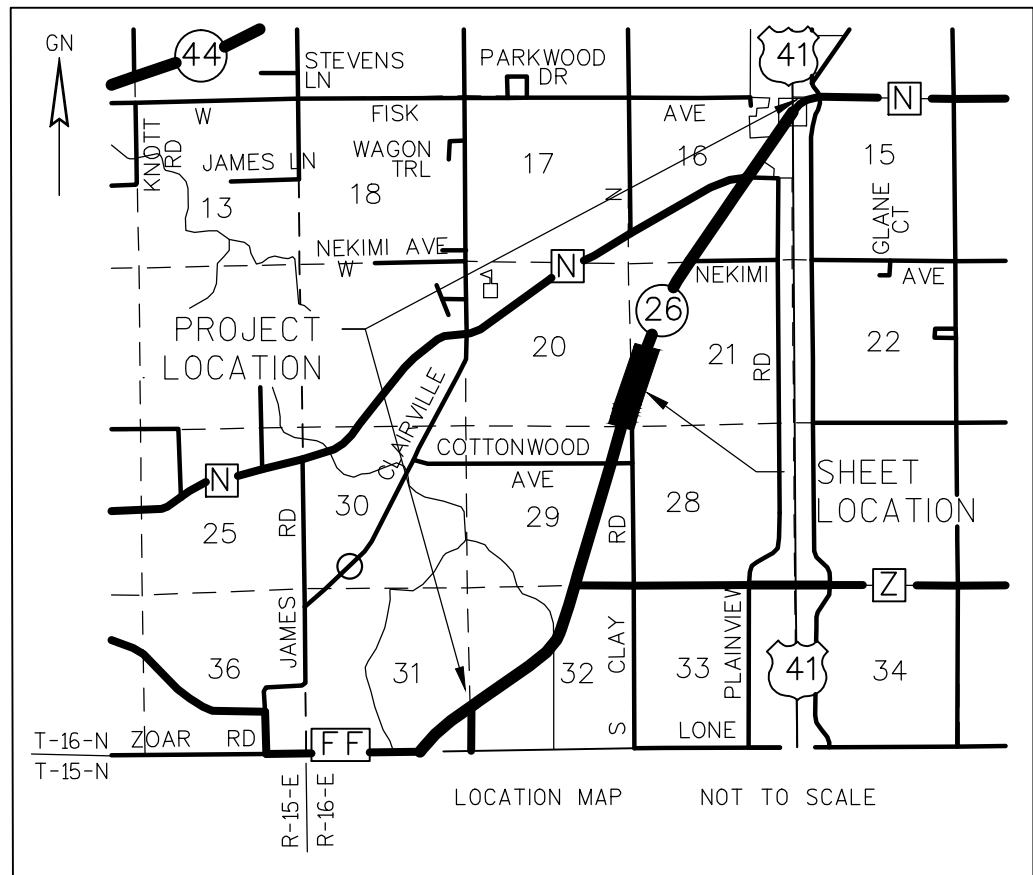 GN
44
STEVENS
LN
PARKWOOD
DR
41
W
FISK
AVE
N
KNOTT
RD
JAMES LN
WAGON
TRL
17
16
15
13
18
GLANE
CT
N
NEKIMI AVE
W
N
NEKIMI
AVE
26
PROJECT
LOCATION
20
21
RD
22
CLAIRVILLE
COTTONWOOD
AVE
SHEET
LOCATION
N
25
RD
30
29
RD
28
Z
JAMES
36
31
32
S CLAY
33
PLAINVIEW
41
34
T-16-N
ZOAR RD
FF
LONE
T-15-N
R-15-E
R-16-E
LOCATION MAP
NOT TO SCALE